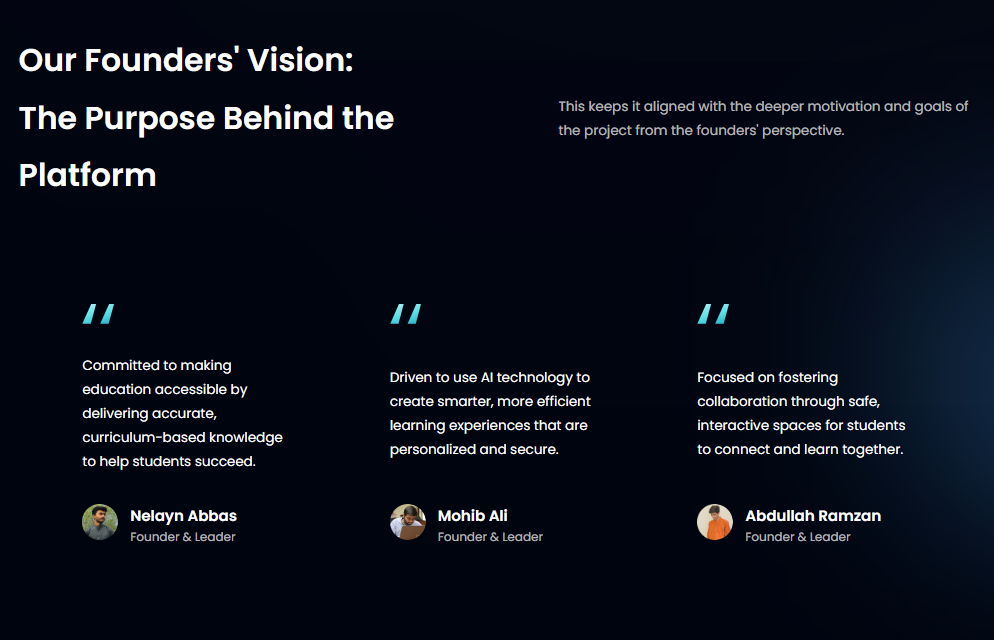 Our Founders' Vision:
The Purpose Behind the
Platform
This keeps it aligned with the deeper motivation and goals of
the project from the founders' perspective.
Committed to making
education accessible by
delivering accurate,
curriculum-based knowledge
to help students succeed.
Nelayn Abbas
Founder & Leader
Driven to use AI technology to
create smarter, more efficient
learning experiences that are
personalized and secure.
Mohib Ali
Founder & Leader
Focused on fostering
collaboration through safe,
interactive spaces for students
to connect and learn together.
Abdullah Ramzan
Founder & Leader